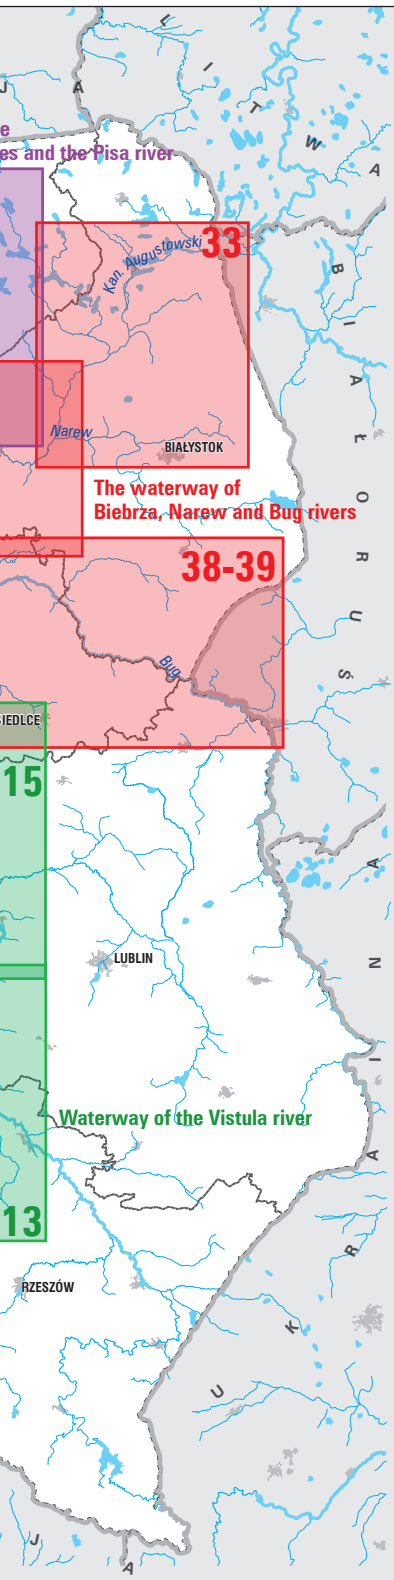 L I T W A
J A
e
es and the Pisa river
33
Kan. Augustowski
B I A Ł O R U Ś
Narew
BIAŁYSTOK
The waterway of
Biebrza, Narew and Bug rivers
38-39
Bug
IEDLCE
15
LUBLIN
Waterway of the Vistula river
13
RZESZÓW
U K R A I N A
J A